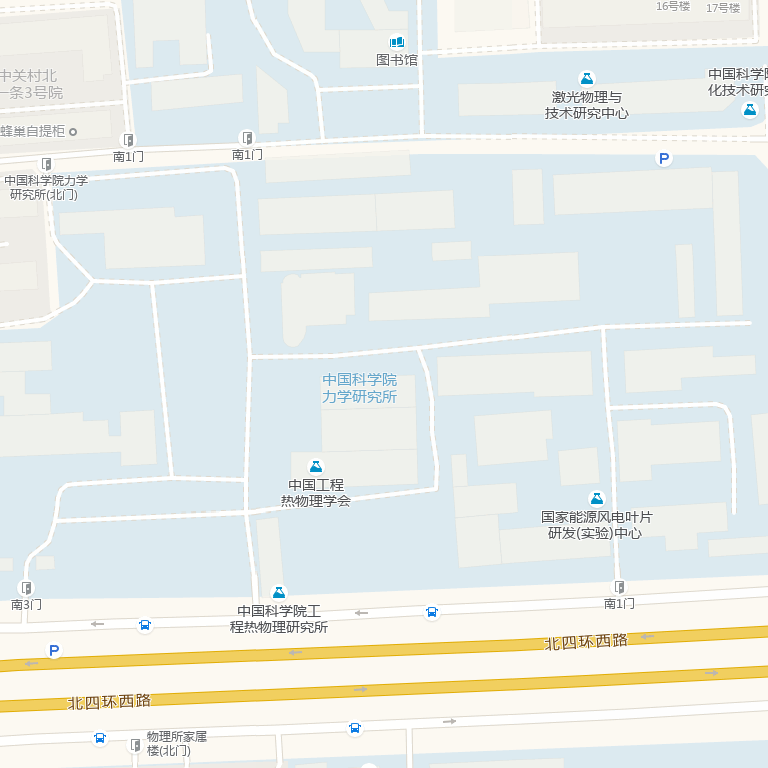 16号楼
17号楼
图书馆
中关村北
一条3号院
中国科学院
化技术研究
激光物理与
技术研究中心
蜂巢自提柜
南1门
南1门
P
中国科学院力学
研究所(北门)
中国科学院
力学研究所
中国工程
热物理学会
国家能源风电叶片
研发(实验)中心
南3门
中国科学院工
程热物理研究所
南1门
北四环西路
P
北四环西路
物理所家属
楼(北门)